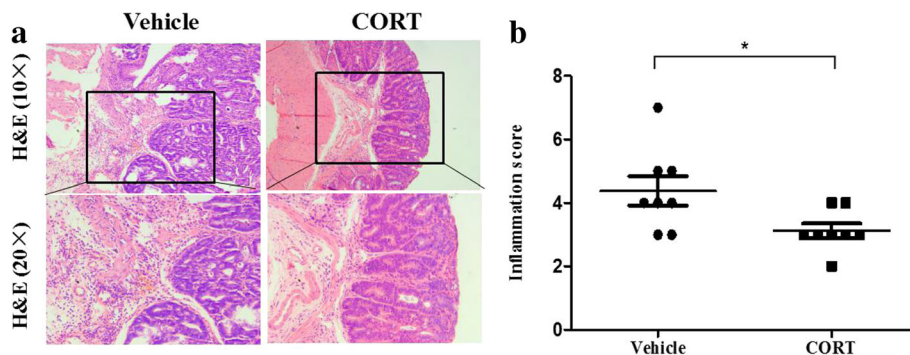 a
Vehicle
CORT
H&E (10×)
H&E (20×)
b
*
Inflammation score
8
6
4
2
0
Vehicle
CORT